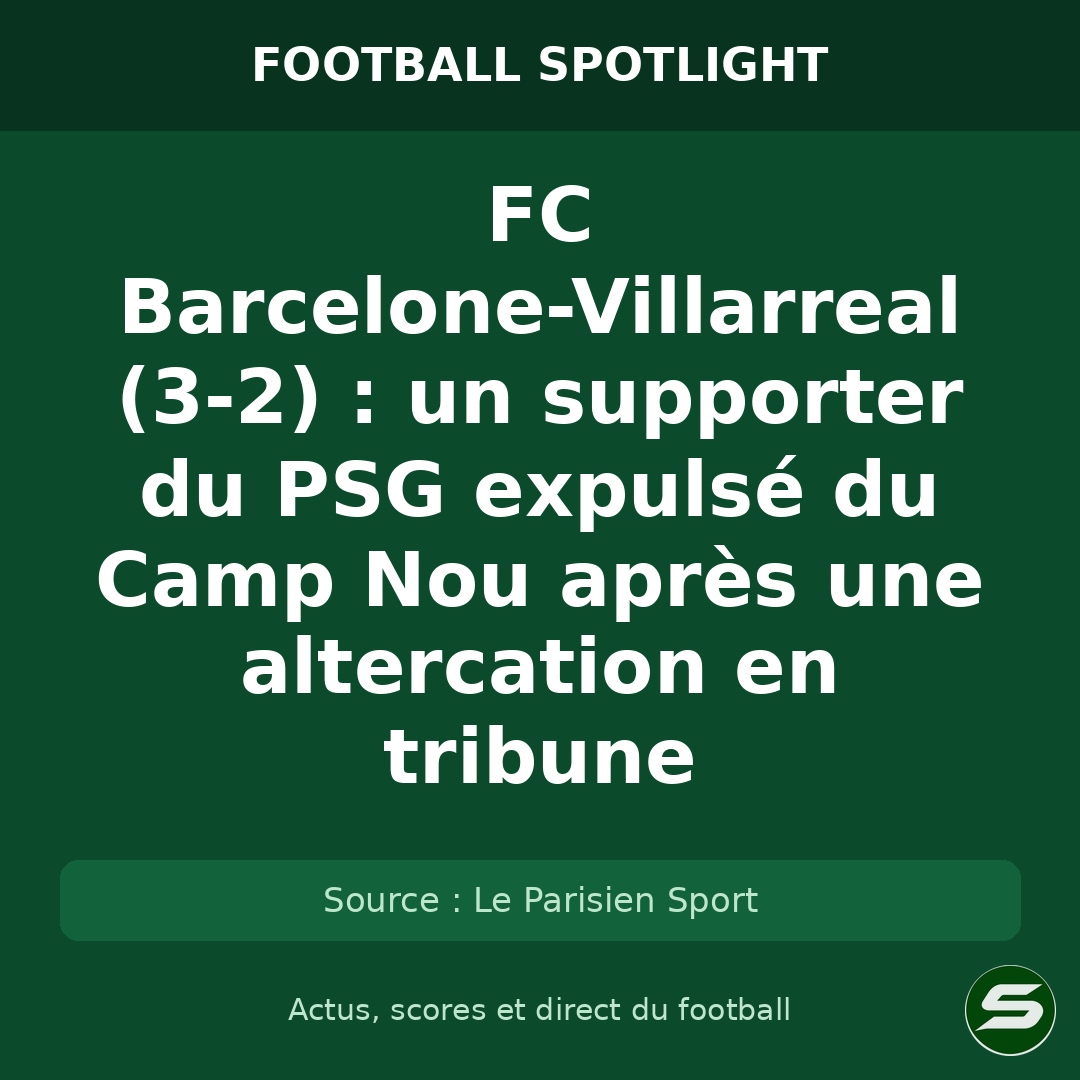 FOOTBALL SPOTLIGHT
FC
Barcelone-Villarreal
(3-2) : un supporter
du PSG expulsé du
Camp Nou après une
altercation en
tribune
Source : Le Parisien Sport
Actus, scores et direct du football
S